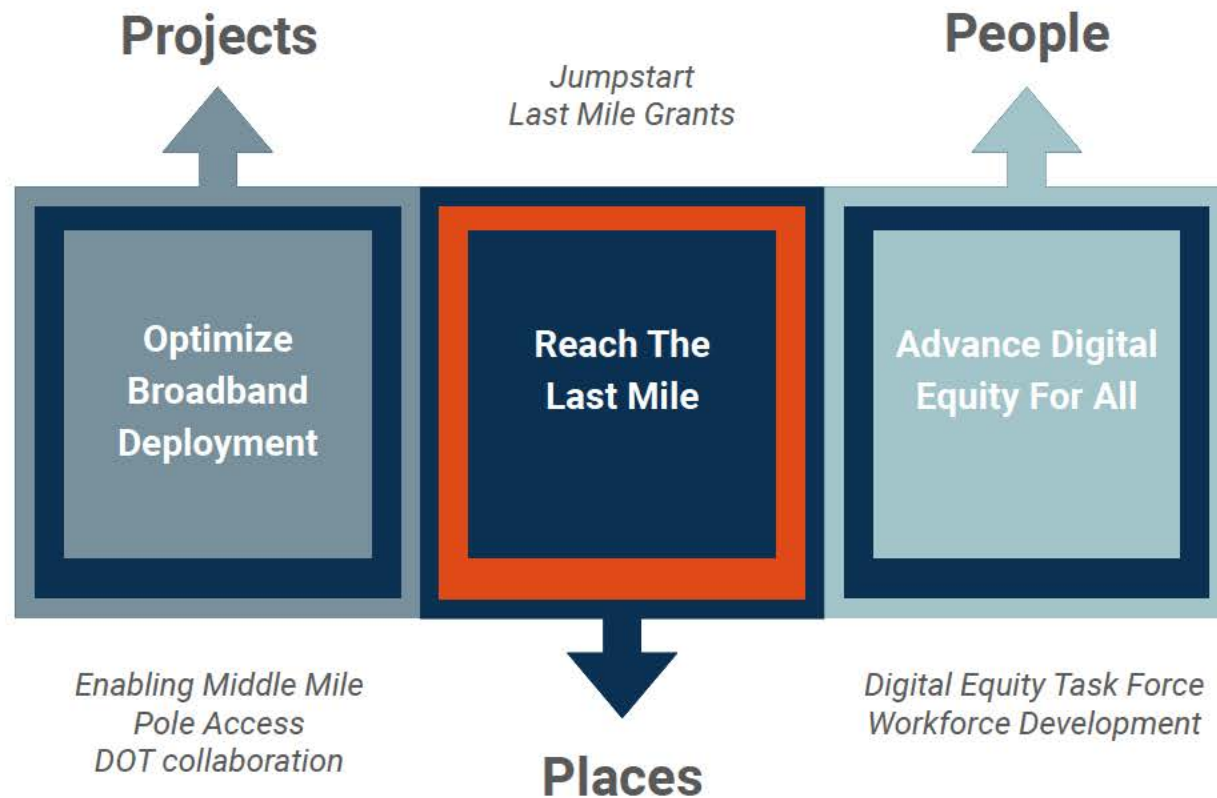 Projects
People
Jumpstart
Last Mile Grants
Optimize
Broadband
Deployment
Reach The
Last Mile
Advance Digital
Equity For All
Enabling Middle Mile
Pole Access
DOT collaboration
Digital Equity Task Force
Workforce Development
Places